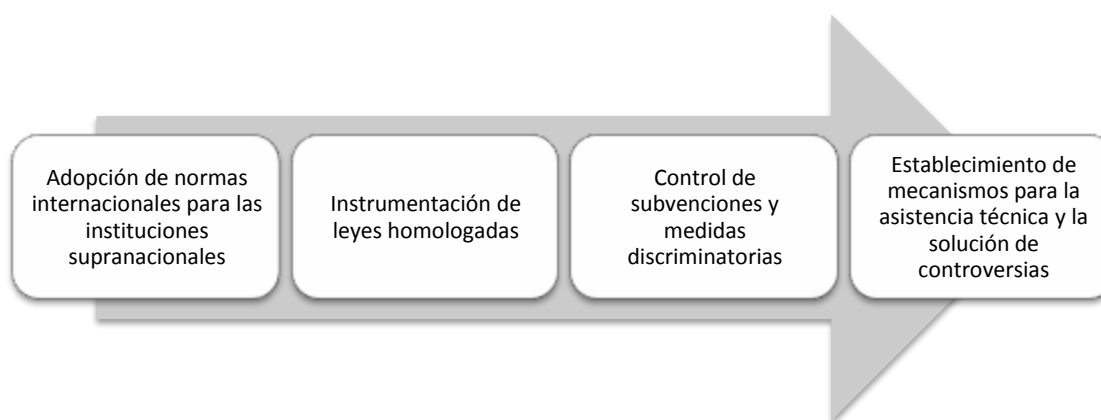 Adopción de normas
internacionales para las
instituciones
supranacionales
Instrumentación de
leyes homologadas
Control de
subvenciones y
medidas
discriminatorias
Establecimiento de
mecanismos para la
asistencia técnica y la
solución de
controversias